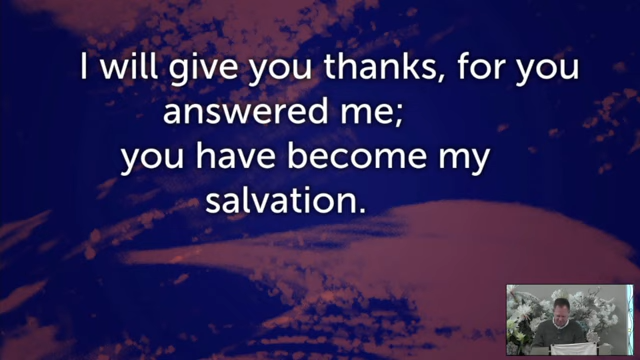 I will give you thanks, for you
answered me;
you have become my
salvation.